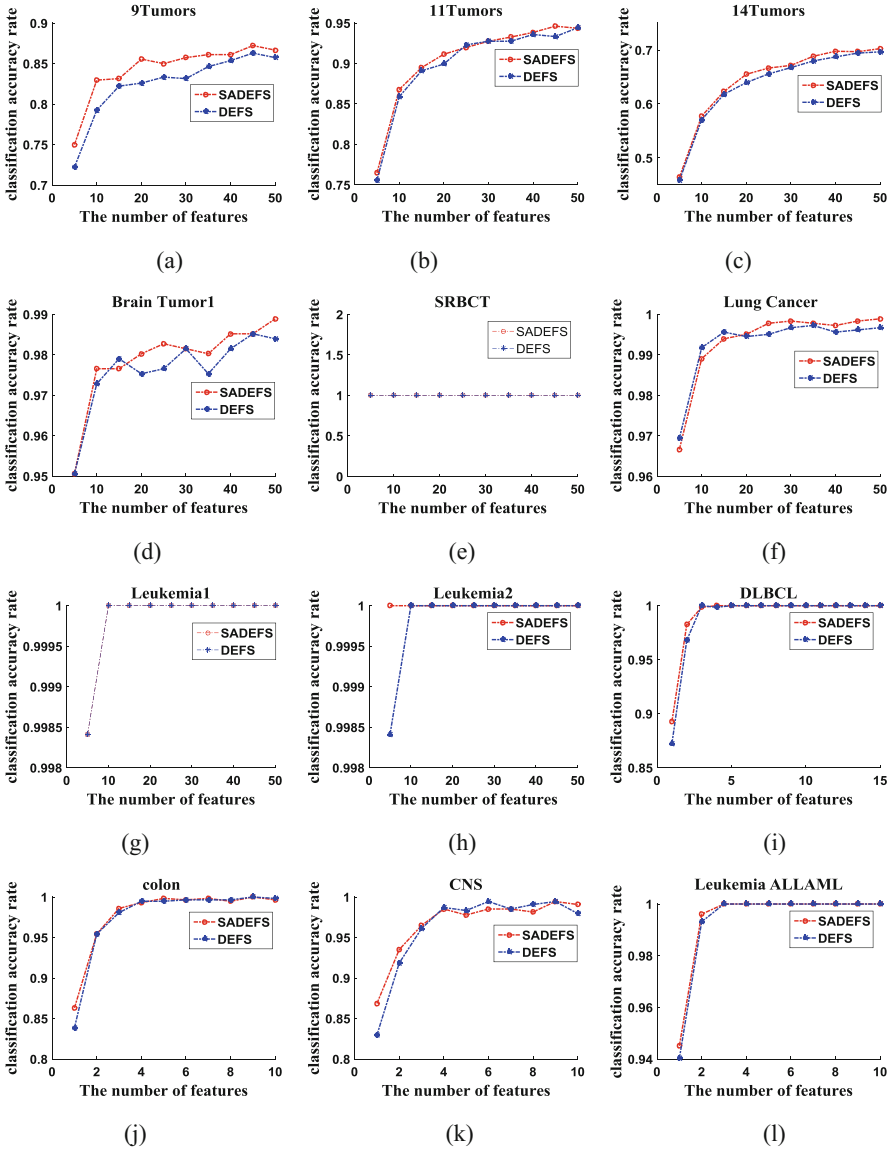 9Tumors
classification accuracy rate
0.9
0.85
0.8
0.75
0.7
SADEFS
DEFS
0 10 20 30 40 50
The number of features
(a)
11Tumors
classification accuracy rate
0.95
0.9
0.85
0.8
0.75
SADEFS
DEFS
0 10 20 30 40 50
The number of features
(b)
14Tumors
classification accuracy rate
0.7
0.6
0.5
SADEFS
DEFS
0 10 20 30 40 50
The number of features
(c)
Brain Tumor1
classification accuracy rate
0.99
0.98
0.97
0.96
0.95
SADEFS
DEFS
0 10 20 30 40 50
The number of features
(d)
SRBCT
classification accuracy rate
2
1.5
1
0.5
0
SADEFS
DEFS
0 10 20 30 40 50
The number of features
(e)
Lung Cancer
classification accuracy rate
1
0.99
0.98
0.97
0.96
SADEFS
DEFS
0 10 20 30 40 50
The number of features
(f)
Leukemia1
classification accuracy rate
1
0.9995
0.999
0.9985
0.998
SADEFS
DEFS
0 10 20 30 40 50
The number of features
(g)
Leukemia2
classification accuracy rate
1
0.9995
0.999
0.9985
0.998
SADEFS
DEFS
0 10 20 30 40 50
The number of features
(h)
DLBCL
classification accuracy rate
1
0.95
0.9
0.85
SADEFS
DEFS
0 5 10 15
The number of features
(i)
colon
classification accuracy rate
1
0.95
0.9
0.85
0.8
SADEFS
DEFS
0 2 4 6 8 10
The number of features
(j)
CNS
classification accuracy rate
1
0.95
0.9
0.85
0.8
SADEFS
DEFS
0 2 4 6 8 10
The number of features
(k)
Leukemia ALLAML
classification accuracy rate
1
0.98
0.96
0.94
SADEFS
DEFS
0 2 4 6 8 10
The number of features
(l)